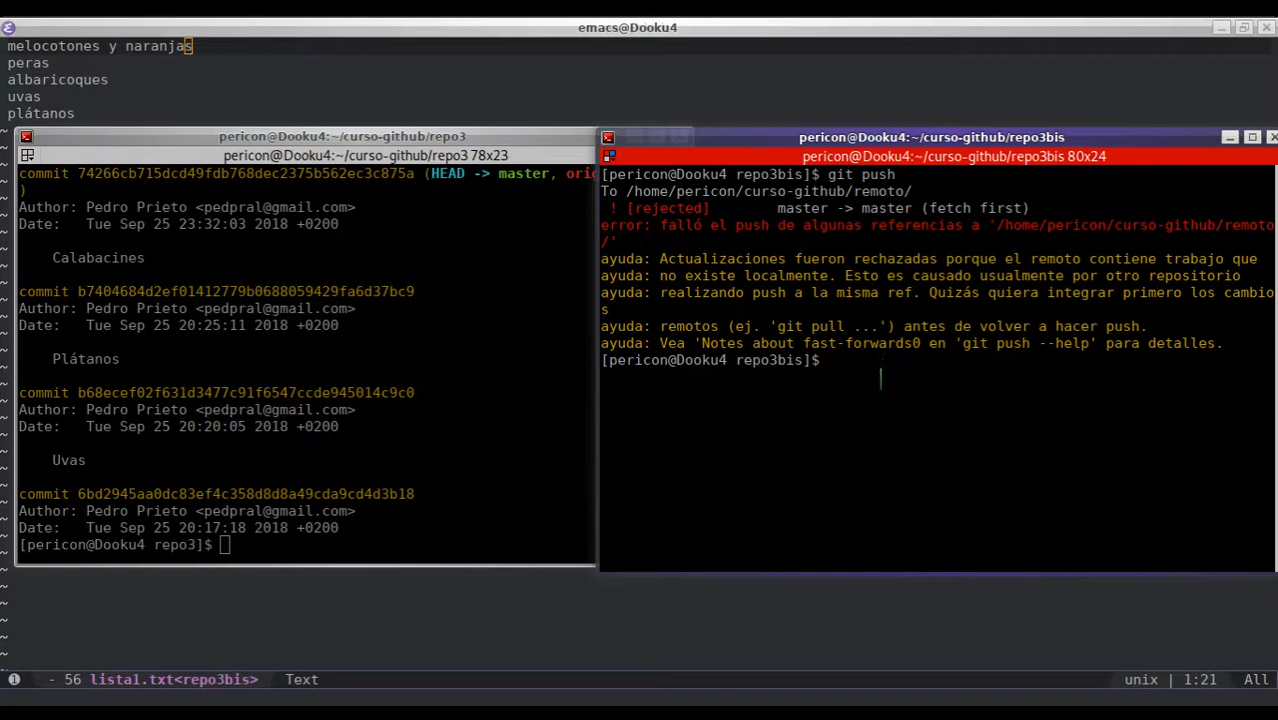 emacs@Dooku4
melocotones y naranjas
peras
albaricoques
uvas
plátanos
~
pericon@Dooku4:~/curso-github/repo3
pericon@Dooku4:~/curso-github/repo3 78x23
commit 74266cb715dcd49fdb768dec2375b562ec3c875a (HEAD -> master, orig
)
Author: Pedro Prieto <pedpral@gmail.com>
Date:   Tue Sep 25 23:32:03 2018 +0200
Calabacines
commit b7404684d2ef01412779b0688059429fa6d37bc9
Author: Pedro Prieto <pedpral@gmail.com>
Date:   Tue Sep 25 20:25:11 2018 +0200
Plátanos
commit b68ecef02f631d3477c91f6547ccde945014c9c0
Author: Pedro Prieto <pedpral@gmail.com>
Date:   Tue Sep 25 20:20:05 2018 +0200
Uvas
commit 6bd2945aa0dc83ef4c358d8d8a49cda9cd4d3b18
Author: Pedro Prieto <pedpral@gmail.com>
Date:   Tue Sep 25 20:17:18 2018 +0200
[pericon@Dooku4 repo3]$
pericon@Dooku4:~/curso-github/repo3bis
pericon@Dooku4:~/curso-github/repo3bis 80x24
[pericon@Dooku4 repo3bis]$ git push
To /home/pericon/curso-github/remoto/
! [rejected]        master -> master (fetch first)
error: falló el push de algunas referencias a '/home/pericon/curso-github/remoto
/'
ayuda: Actualizaciones fueron rechazadas porque el remoto contiene trabajo que
ayuda: no existe localmente. Esto es causado usualmente por otro repositorio
ayuda: realizando push a la misma ref. Quizás quiera integrar primero los cambio
s
ayuda: remotos (ej. 'git pull ...') antes de volver a hacer push.
ayuda: Vea 'Notes about fast-forwards0 en 'git push --help' para detalles.
[pericon@Dooku4 repo3bis]$
1 - 56 lista1.txt<repo3bis> Text unix | 1:21 All